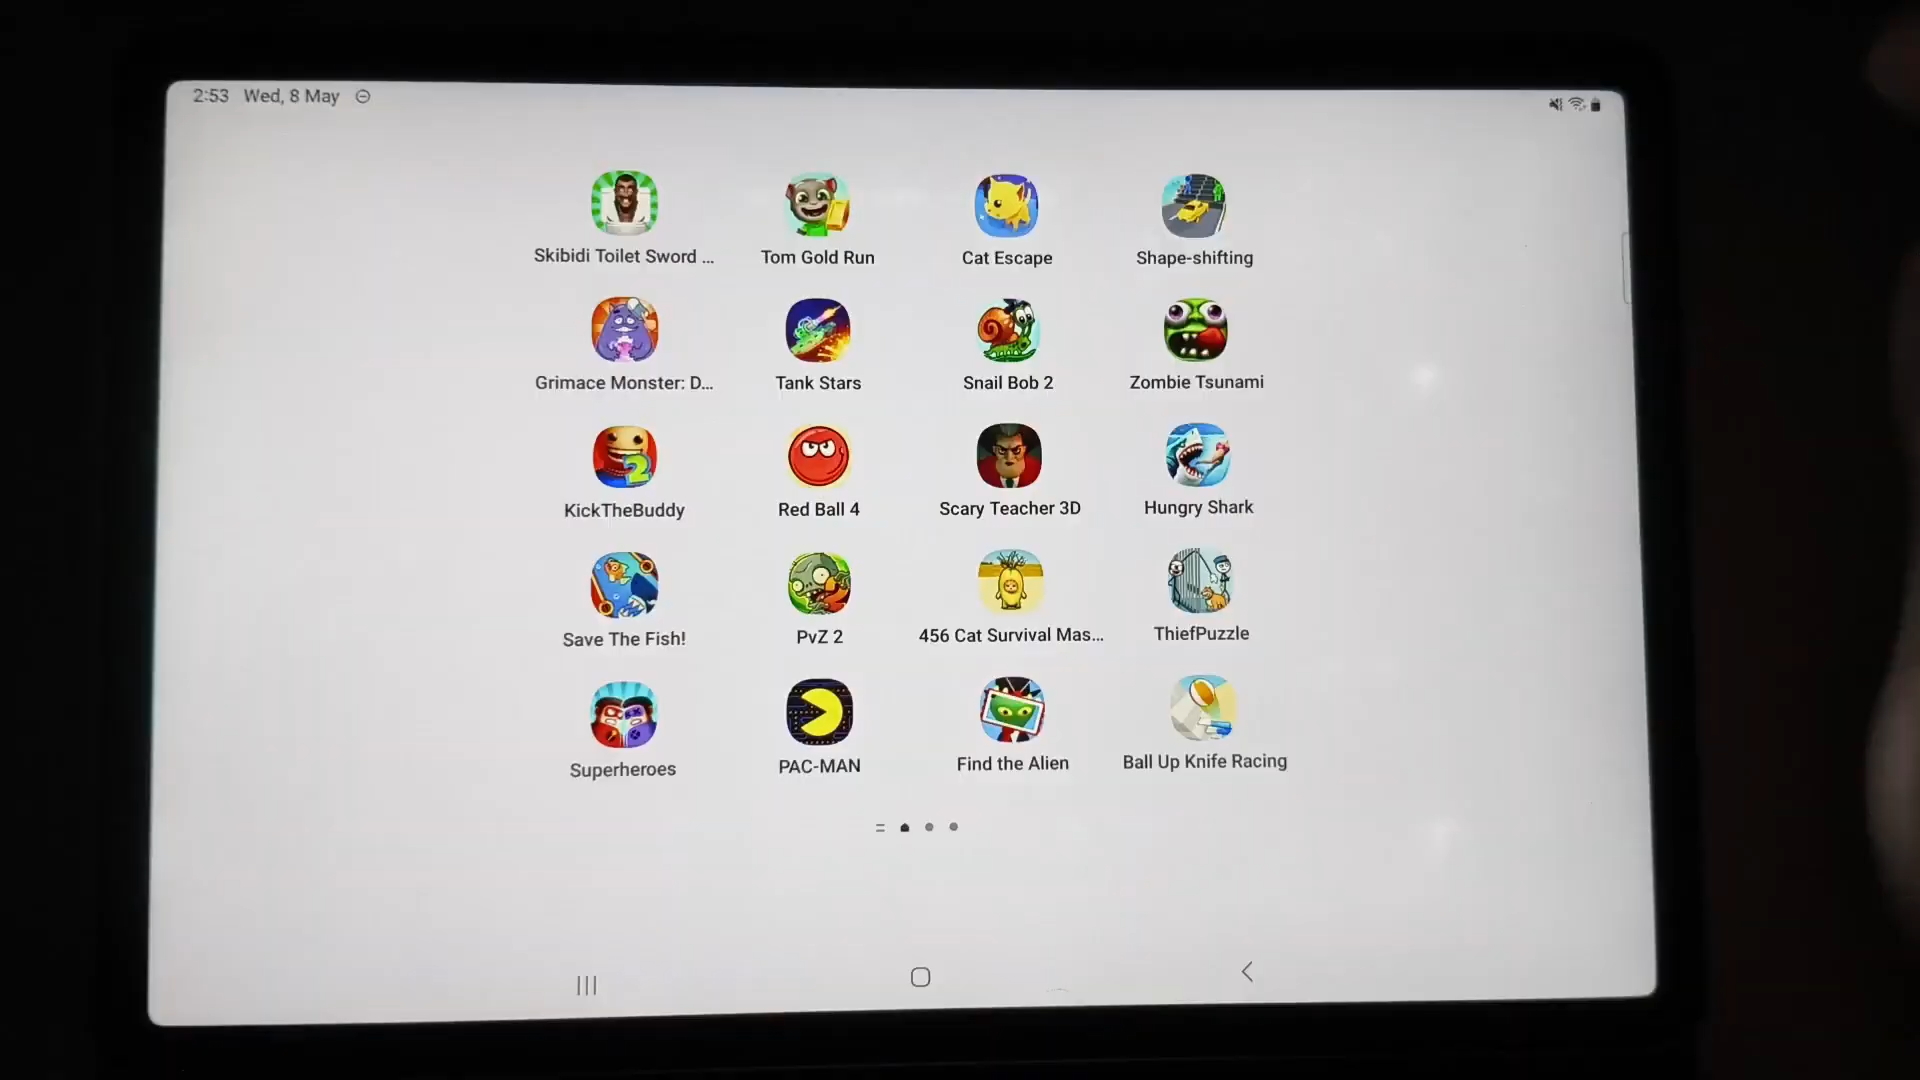 2:53 Wed, 8 May
Skibidi Toilet Sword ...
Tom Gold Run
Cat Escape
Shape-shifting
Grimace Monster: D...
Tank Stars
Snail Bob 2
Zombie Tsunami
2
KickTheBuddy
Red Ball 4
Scary Teacher 3D
Hungry Shark
Save The Fish!
PvZ 2
456 Cat Survival Mas...
ThiefPuzzle
Superheroes
PAC-MAN
Find the Alien
Ball Up Knife Racing